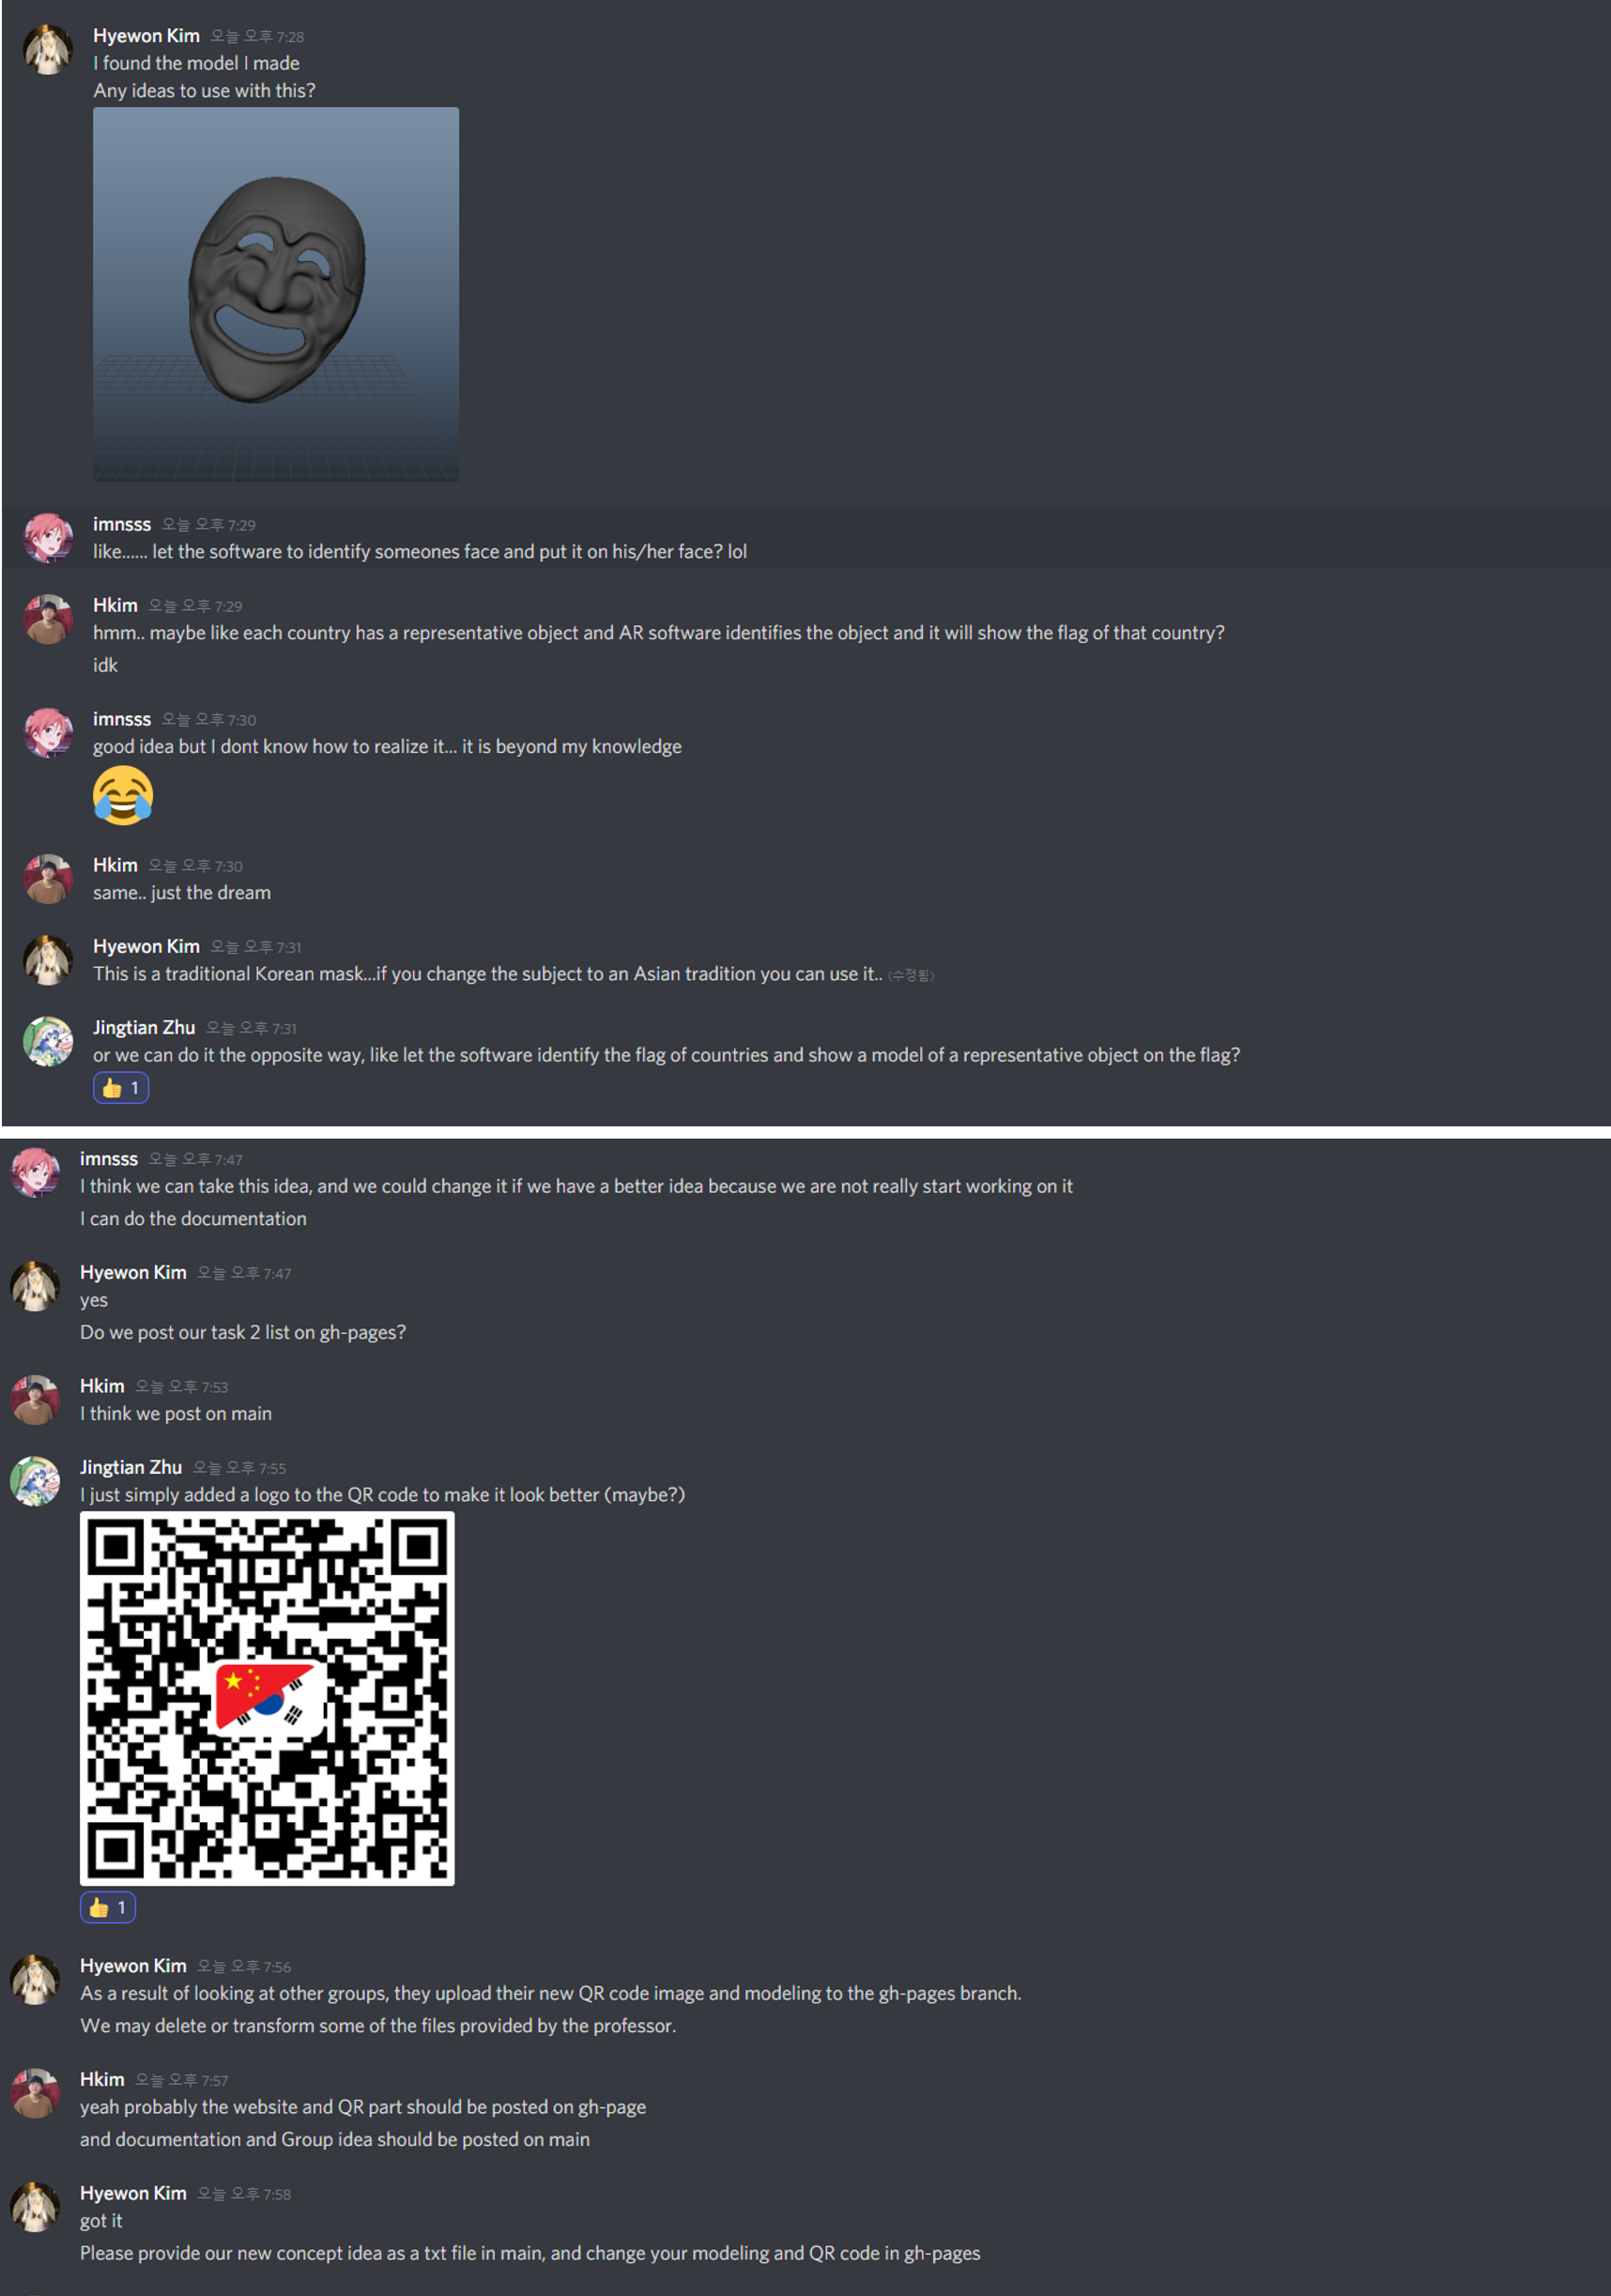 Hyewon Kim 오늘 오후 7:28
I found the model I made
Any ideas to use with this?
imnsss 오늘 오후 7:29
like...... let the software to identify someones face and put it on his/her face? lol
Hkim 오늘 오후 7:29
hmm.. maybe like each country has a representative object and AR software identifies the object and it will show the flag of that country?
idk
imnsss 오늘 오후 7:30
good idea but I dont know how to realize it... it is beyond my knowledge
Hkim 오늘 오후 7:30
same.. just the dream
Hyewon Kim 오늘 오후 7:31
This is a traditional Korean mask...if you change the subject to an Asian tradition you can use it.. (수정됨)
Jingtian Zhu 오늘 오후 7:31
or we can do it the opposite way, like let the software identify the flag of countries and show a model of a representative object on the flag?
1
imnsss 오늘 오후 7:47
I think we can take this idea, and we could change it if we have a better idea because we are not really start working on it
I can do the documentation
Hyewon Kim 오늘 오후 7:47
yes
Do we post our task 2 list on gh-pages?
Hkim 오늘 오후 7:53
I think we post on main
Jingtian Zhu 오늘 오후 7:55
I just simply added a logo to the QR code to make it look better (maybe?)
1
Hyewon Kim 오늘 오후 7:56
As a result of looking at other groups, they upload their new QR code image and modeling to the gh-pages branch.
We may delete or transform some of the files provided by the professor.
Hkim 오늘 오후 7:57
yeah probably the website and QR part should be posted on gh-page
and documentation and Group idea should be posted on main
Hyewon Kim 오늘 오후 7:58
got it
Please provide our new concept idea as a txt file in main, and change your modeling and QR code in gh-pages